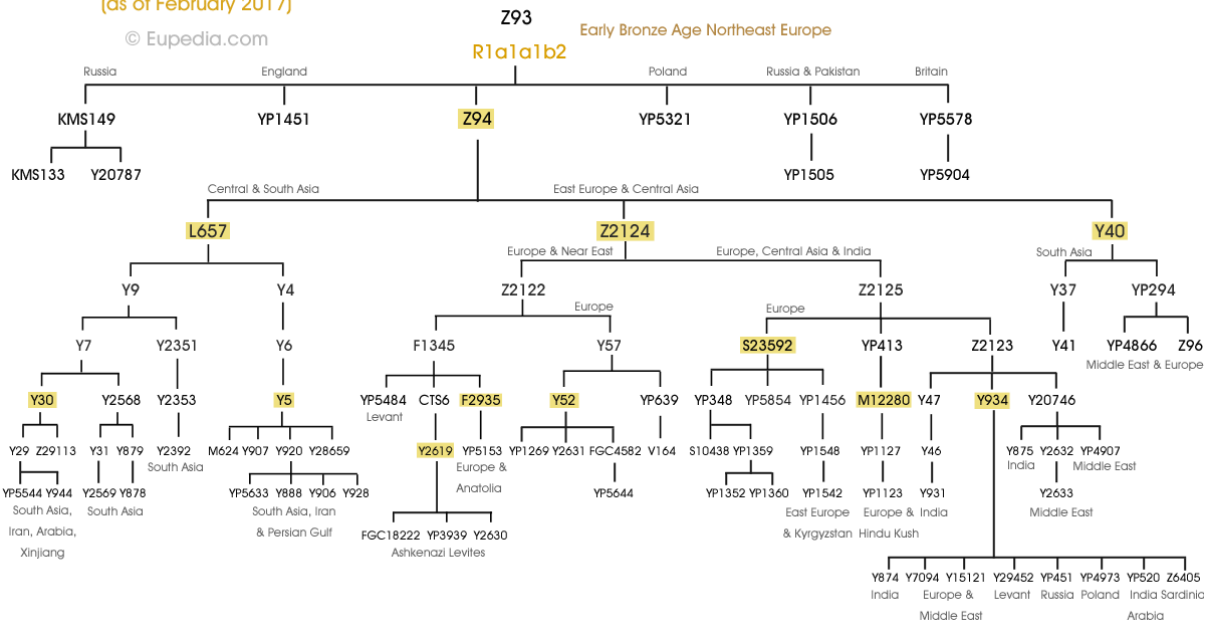 (as of February 2017)
Z93
© Eupedia.com
Early Bronze Age Northeast Europe
R1a1a1b2
Russia England Poland Russia & Pakistan Britain
KMS149 YP1451 Z94 YP5321 YP1506 YP5578
KMS133 Y20787 YP1505 YP5904
Central & South Asia East Europe & Central Asia
L657 Z2124 Y40
Europe & Near East Europe, Central Asia & India South Asia
Y9 Y4 Z2122 Z2125 Y37 YP294
Europe Europe
Y7 Y2351 Y6 F1345 Y57 S23592 YP413 Z2123 Y41 YP4866 Z96
Middle East & Europe
Y30 Y2568 Y2353 Y5 YP5484 CTS6 F2935 Y52 YP639 YP348 YP5854 YP1456 M12280 Y47 Y934 Y20746
Levant
Y29 Z29113 Y31 Y879 Y2392 M624 Y907 Y920 Y28659 Y2619 YP5153 YP1269 Y2631 FGC4582 V164 S10438 YP1359 YP1548 YP1127 Y46 Y875 Y2632 YP4907
South Asia Europe & India Middle East
Anatolia
YP5544 Y944 Y2569 Y878 YP5633 Y888 Y906 Y928 YP5644 YP1352 YP1360 YP1542 YP1123 Y931 Y2633
South Asia, South Asia South Asia, Iran East Europe Europe & India Middle East
Iran, Arabia, & Persian Gulf & Kyrgyzstan Hindu Kush
Xinjiang
FGC18222 YP3939 Y2630
Ashkenazi Levites
Y874 Y7094 Y15121 Y29452 YP451 YP4973 YP520 Z6405
India Europe & Levant Russia Poland India Sardinia
Middle East Arabia